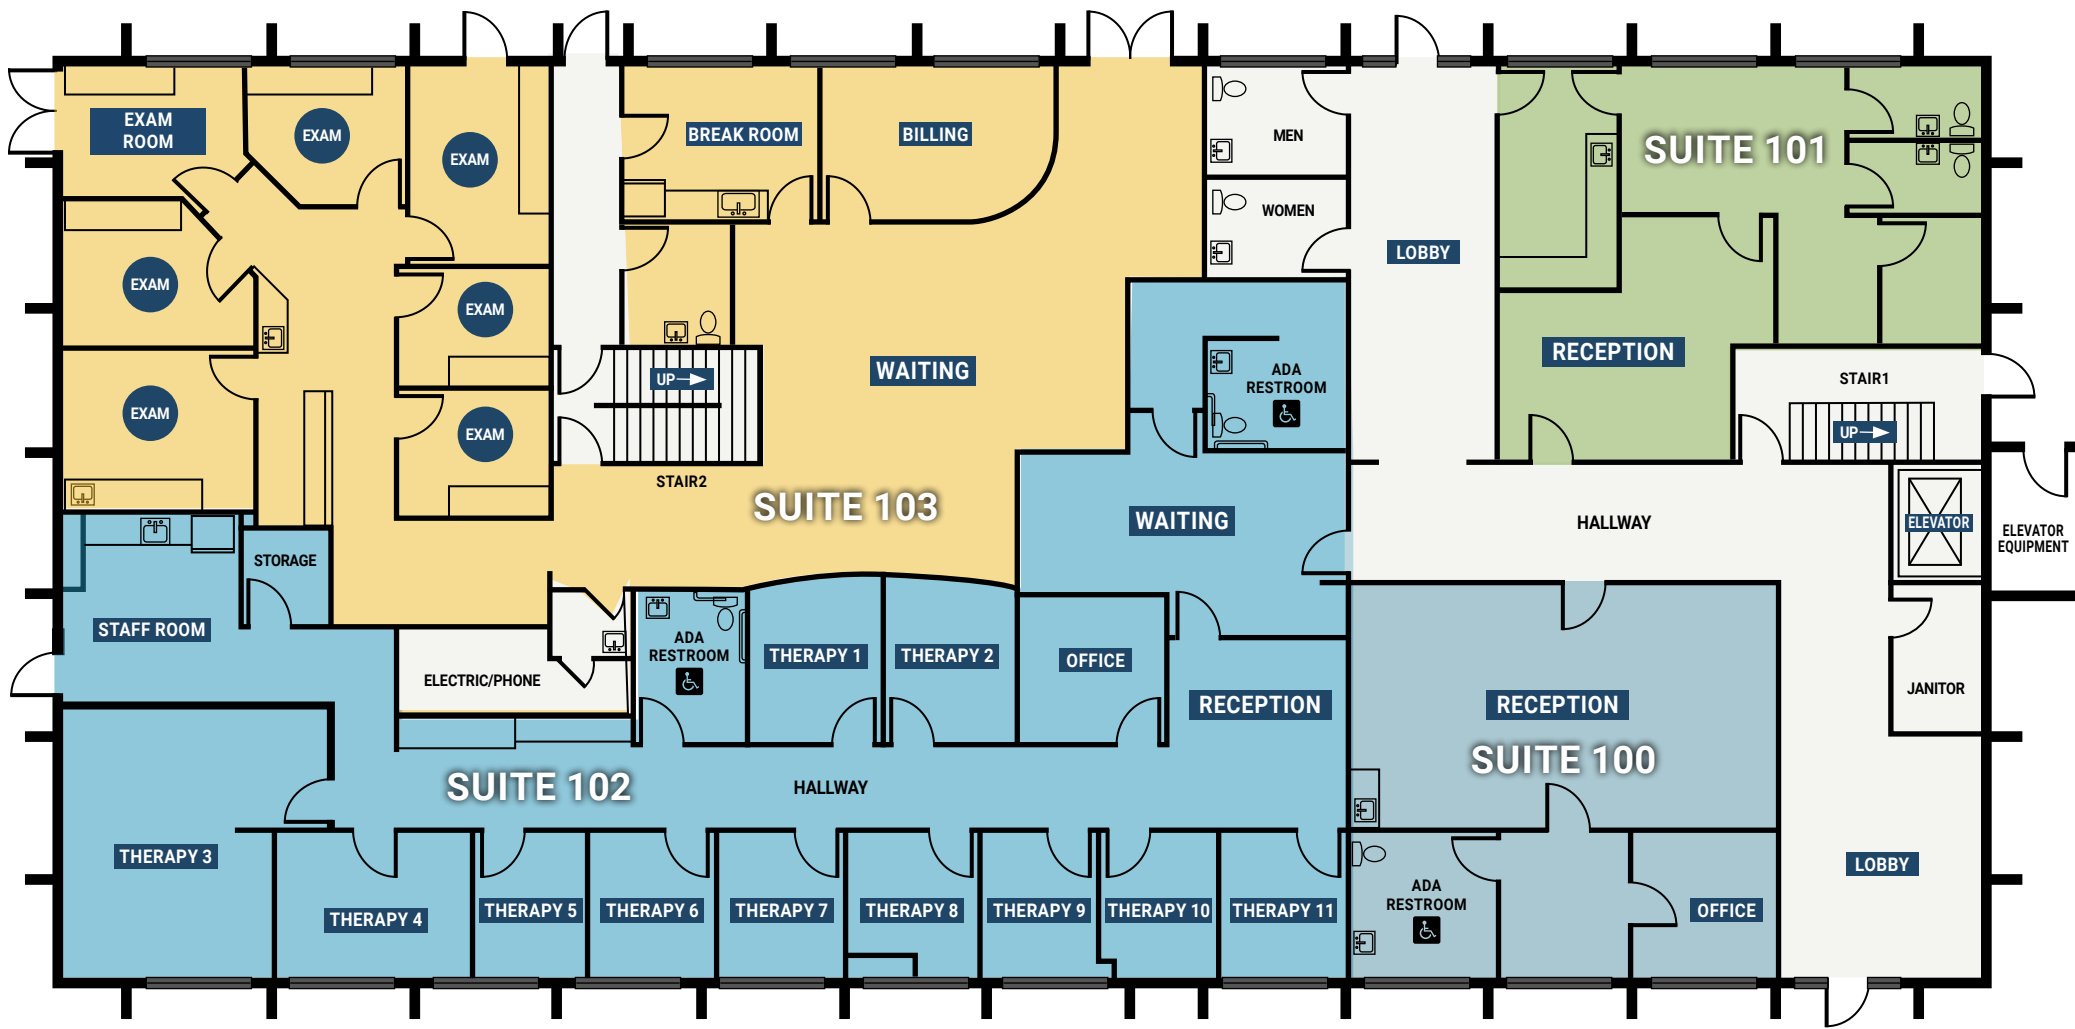 EXAM
ROOM
EXAM
EXAM
BREAK ROOM
BILLING
MEN
SUITE 101
WOMEN
LOBBY
EXAM
EXAM
WAITING
UP
ADA
RESTROOM
RECEPTION
STAIR1
UP
EXAM
EXAM
STAIR2
SUITE 103
WAITING
HALLWAY
ELEVATOR
ELEVATOR
EQUIPMENT
STORAGE
STAFF ROOM
ELECTRIC/PHONE
ADA
RESTROOM
THERAPY 1
THERAPY 2
OFFICE
RECEPTION
RECEPTION
JANITOR
SUITE 102
HALLWAY
SUITE 100
THERAPY 3
THERAPY 4
THERAPY 5
THERAPY 6
THERAPY 7
THERAPY 8
THERAPY 9
THERAPY 10
THERAPY 11
ADA
RESTROOM
OFFICE
LOBBY